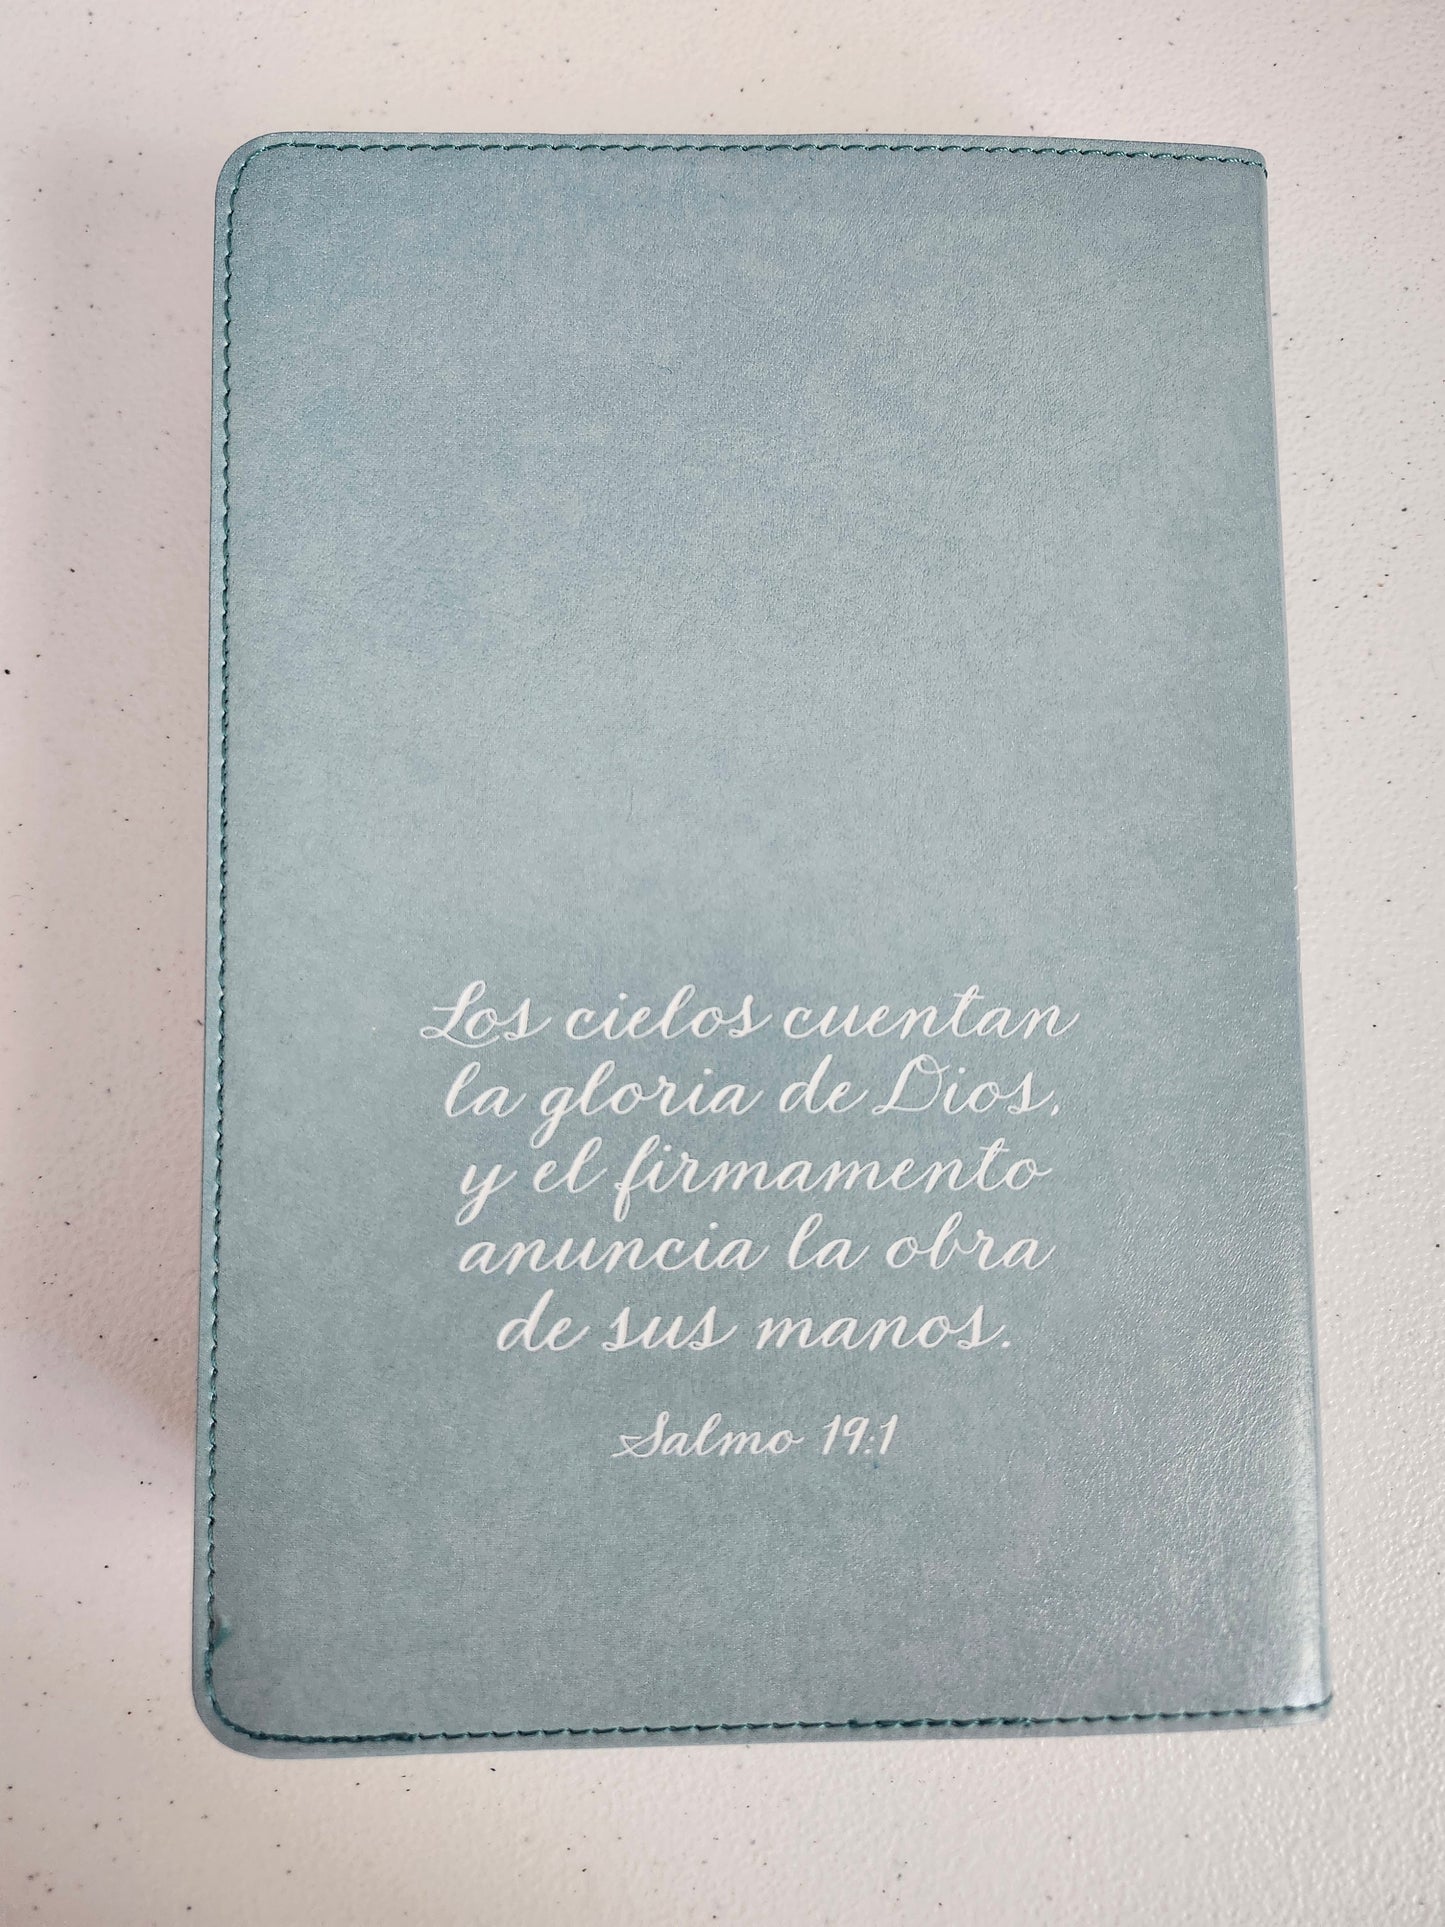 Los cielos cuentan
la gloria de Dios,
y el firmamento
anuncia la obra
de sus manos.
Salmo 19:1